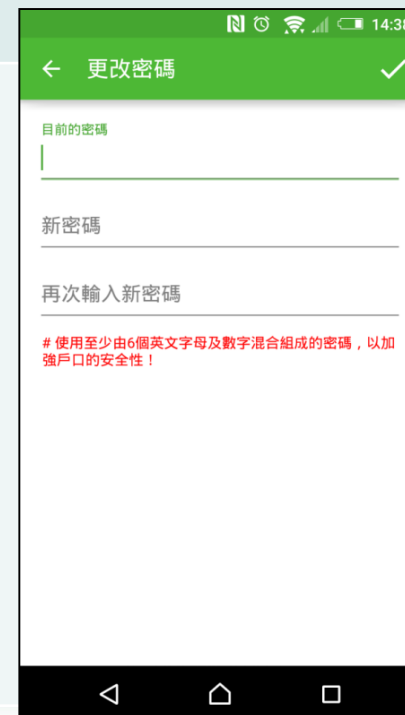 14:38
更改密碼
目前的密碼
新密碼
再次輸入新密碼
# 使用至少由6個英文字母及數字混合組成的密碼，以加
強戶口的安全性！